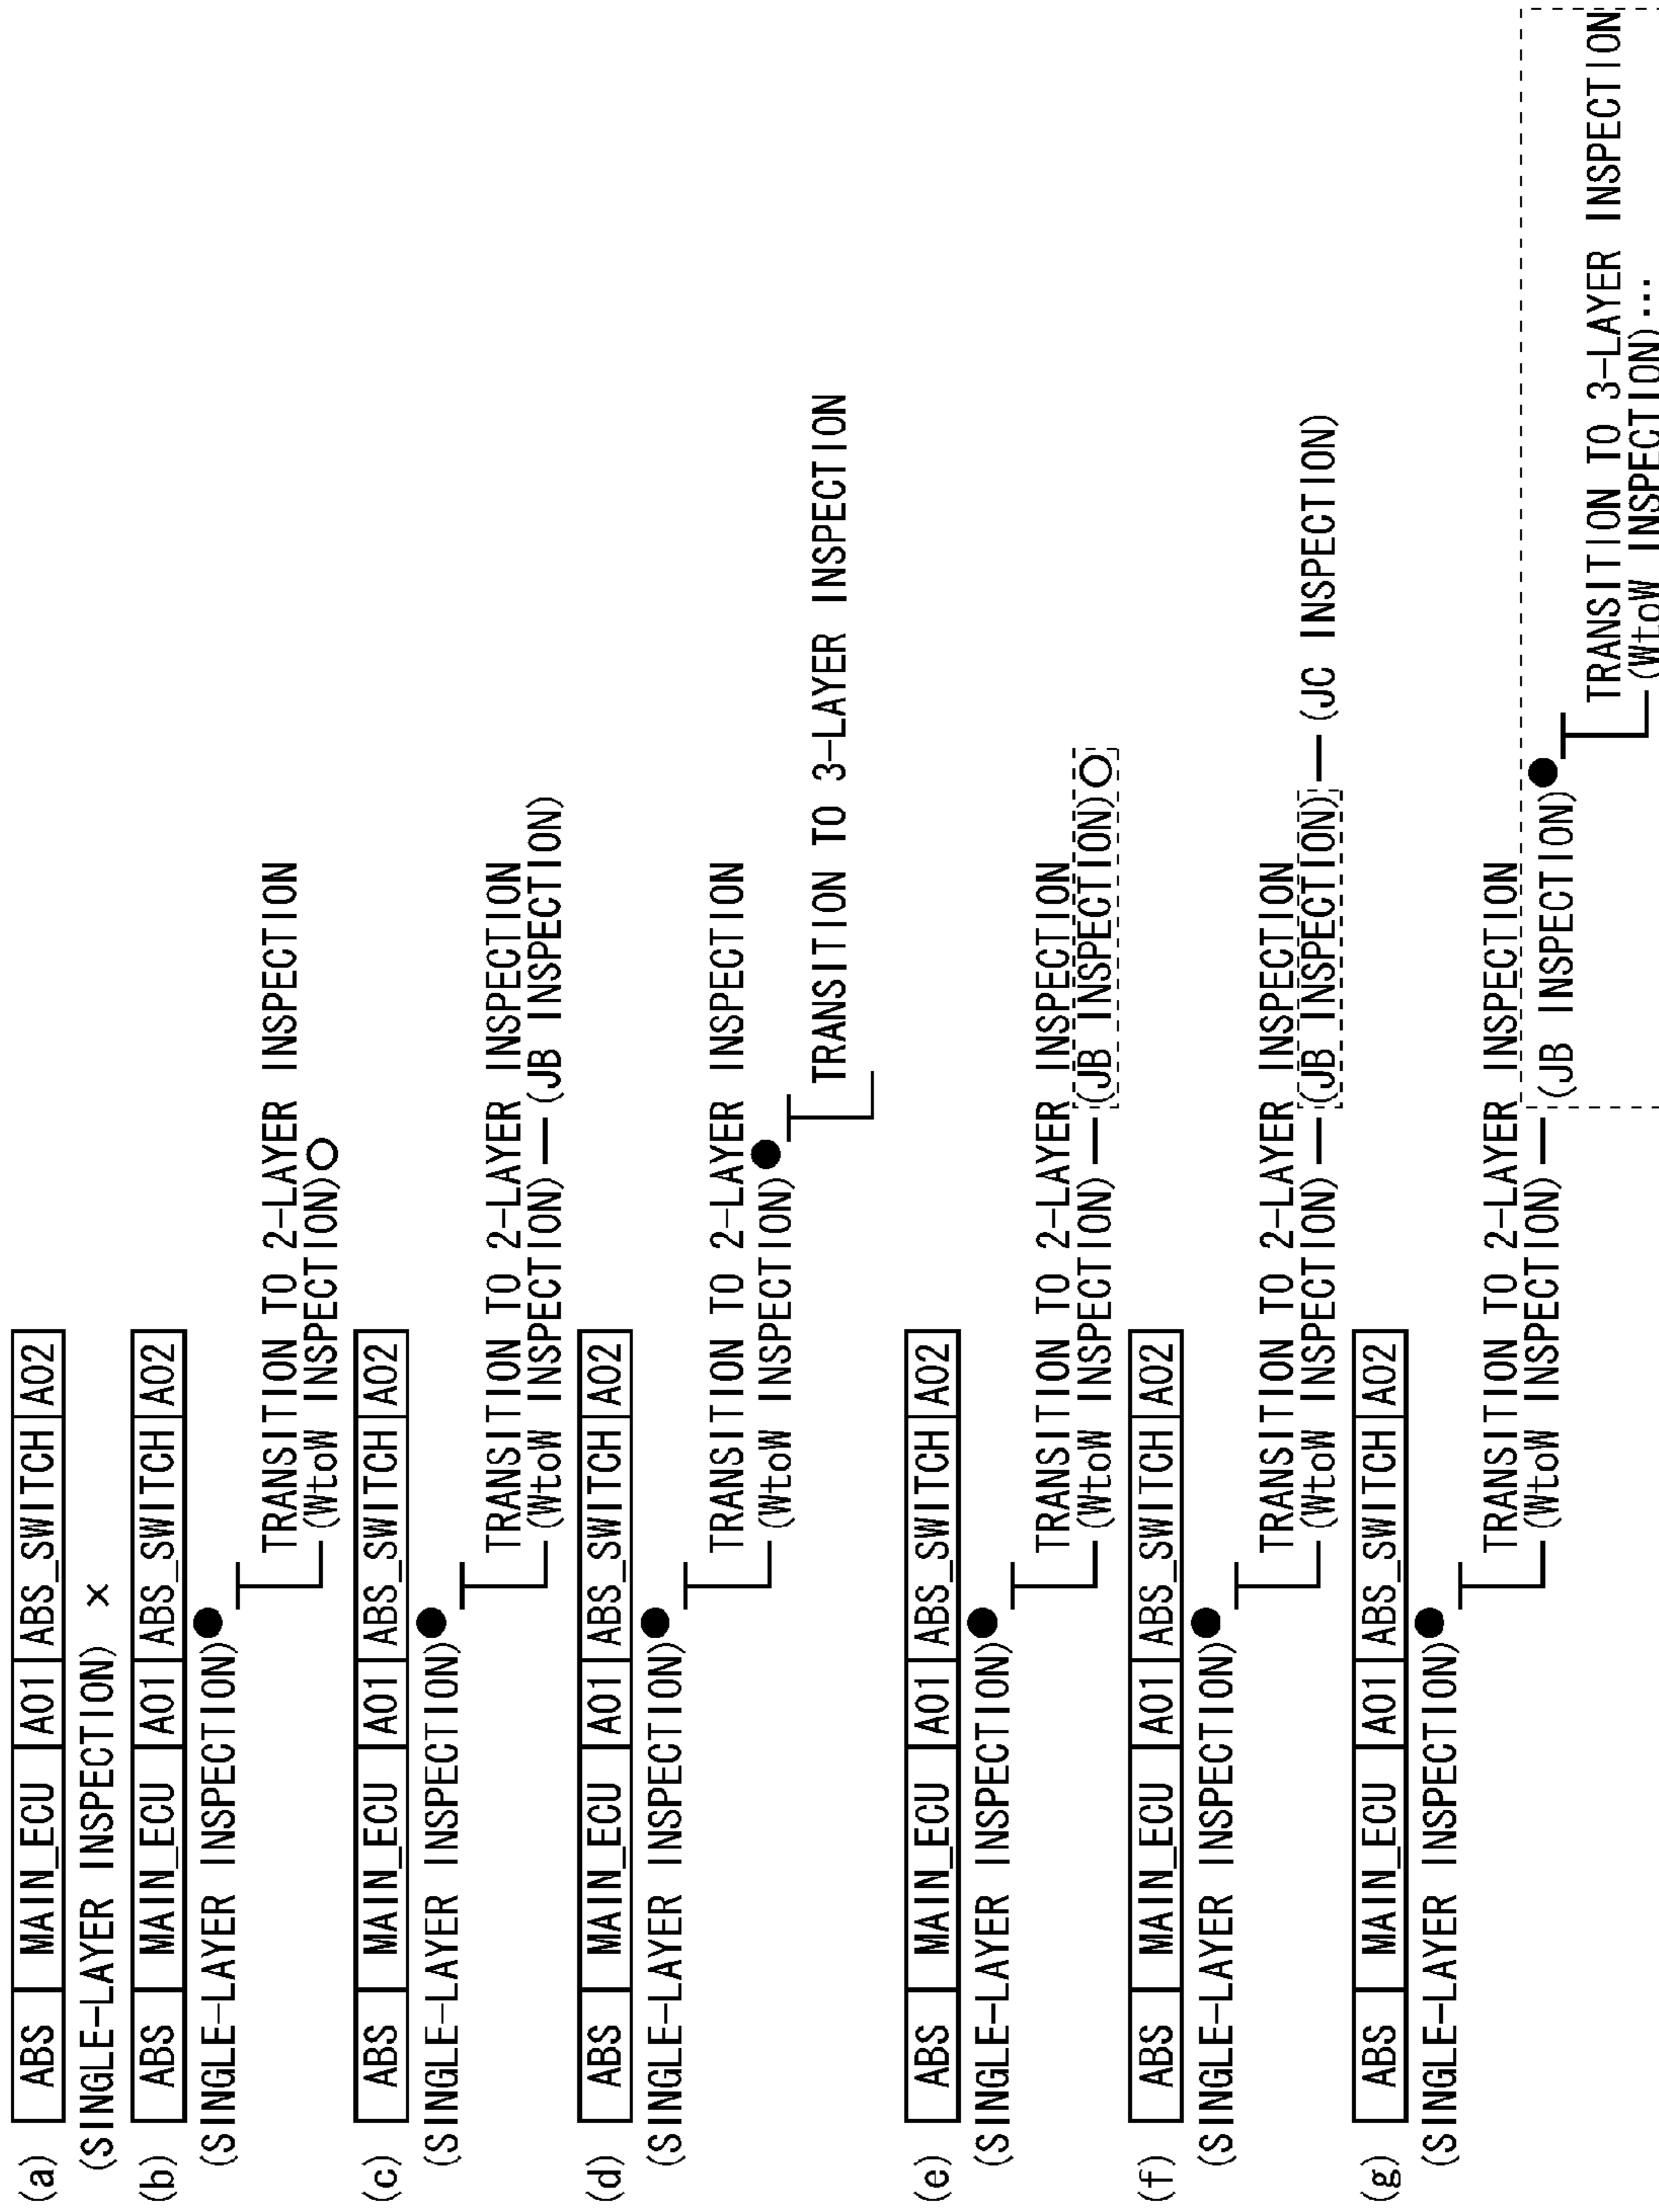 (a) ABS MAIN_ECU A01 ABS_SWITCH A02
(SINGLE-LAYER INSPECTION) ×
(b) ABS MAIN_ECU A01 ABS_SWITCH A02
(SINGLE-LAYER INSPECTION) ●
TRANSITION TO 2-LAYER INSPECTION
(WtoW INSPECTION) ○
(c) ABS MAIN_ECU A01 ABS_SWITCH A02
(SINGLE-LAYER INSPECTION) ●
TRANSITION TO 2-LAYER INSPECTION
(WtoW INSPECTION) — (JB INSPECTION)
(d) ABS MAIN_ECU A01 ABS_SWITCH A02
(SINGLE-LAYER INSPECTION) ●
TRANSITION TO 2-LAYER INSPECTION
(WtoW INSPECTION) ●
TRANSITION TO 3-LAYER INSPECTION
(e) ABS MAIN_ECU A01 ABS_SWITCH A02
(SINGLE-LAYER INSPECTION) ●
TRANSITION TO 2-LAYER INSPECTION
(WtoW INSPECTION) — (JB INSPECTION) ○
(f) ABS MAIN_ECU A01 ABS_SWITCH A02
(SINGLE-LAYER INSPECTION) ●
TRANSITION TO 2-LAYER INSPECTION
(WtoW INSPECTION) — (JB INSPECTION) — (JC INSPECTION)
(g) ABS MAIN_ECU A01 ABS_SWITCH A02
(SINGLE-LAYER INSPECTION) ●
TRANSITION TO 2-LAYER INSPECTION
(WtoW INSPECTION) — (JB INSPECTION) ●
TRANSITION TO 3-LAYER INSPECTION
(WtoW INSPECTION)...